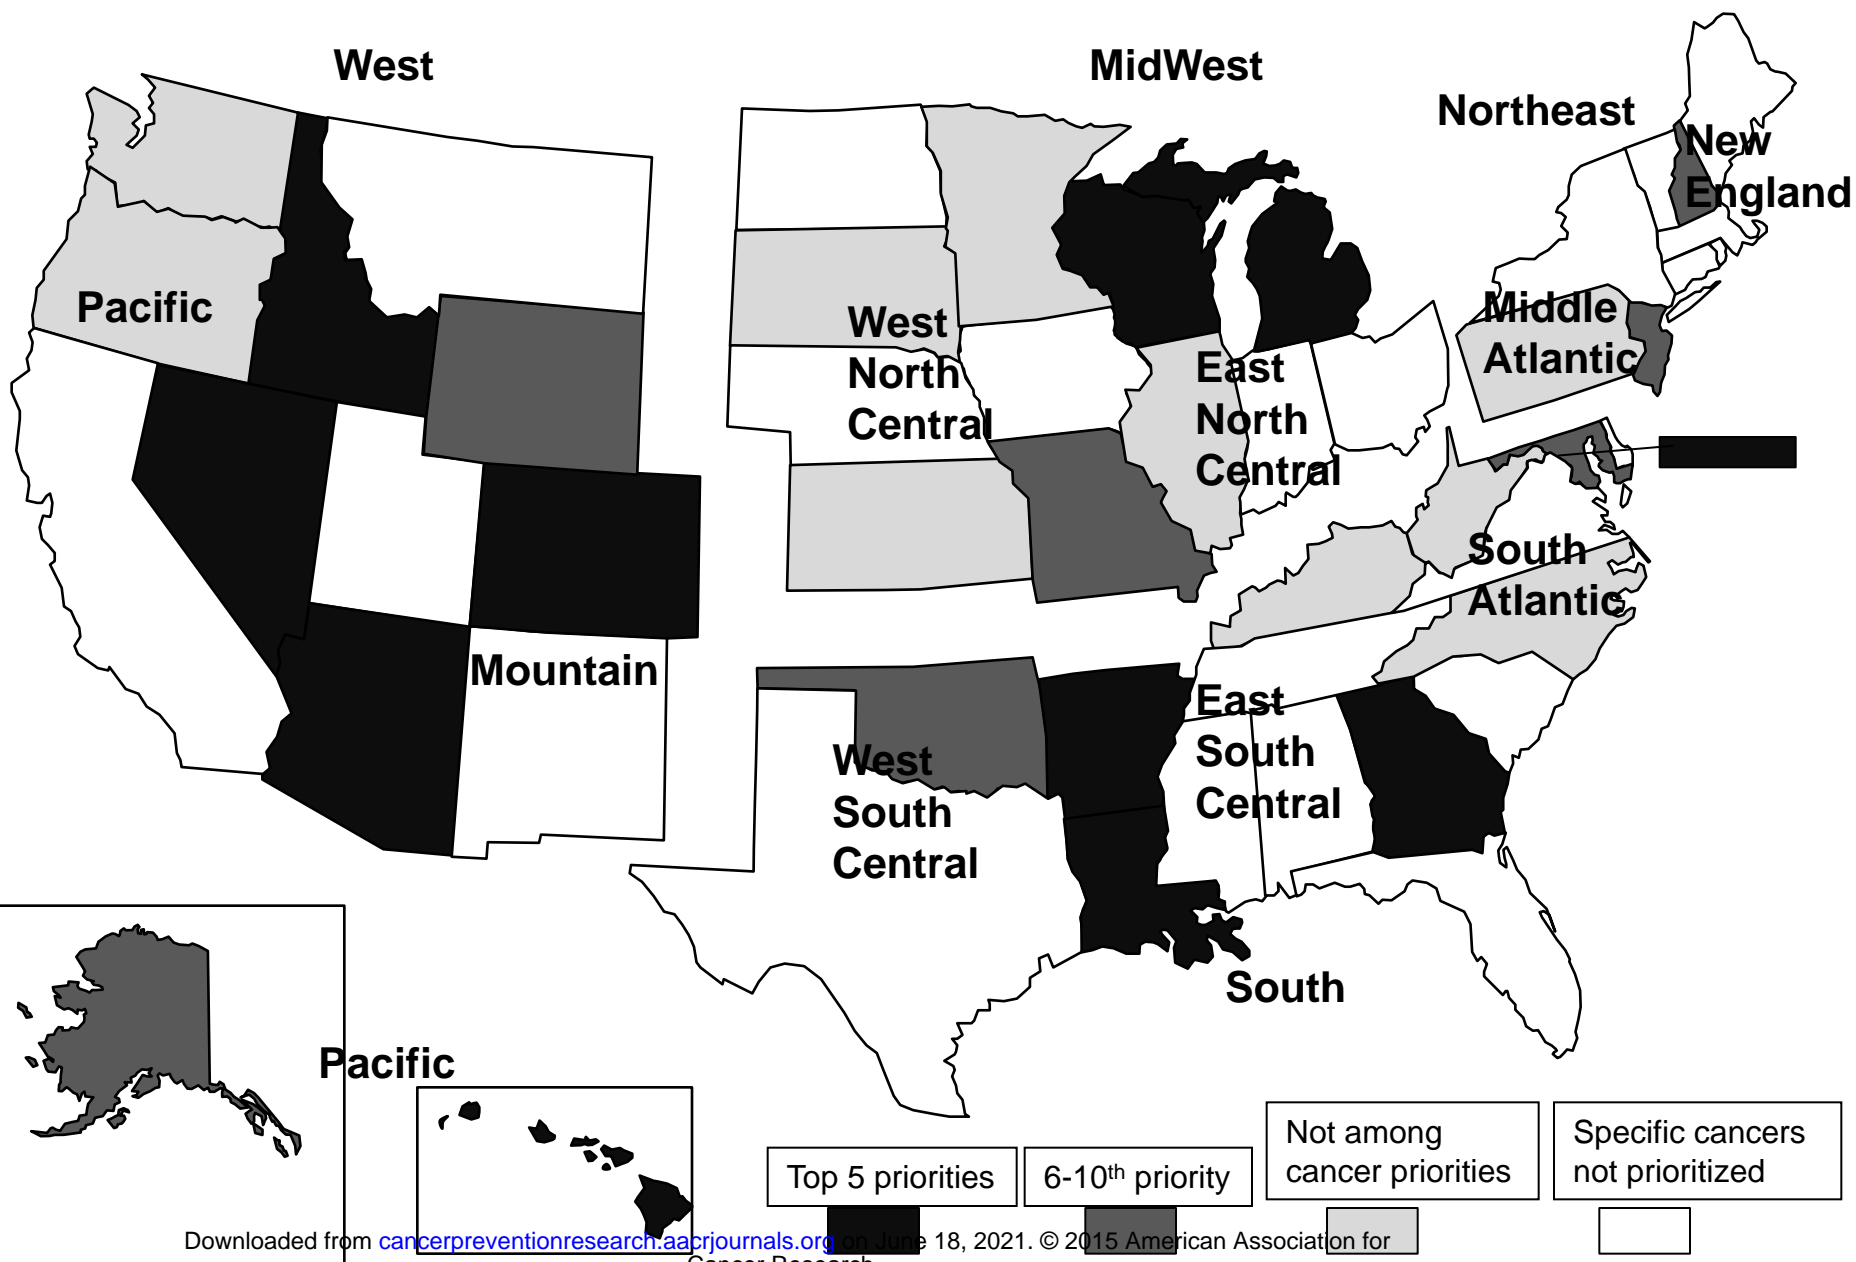 West
MidWest
Northeast
New
England
Pacific
West
North
Central
East
North
Central
Middle
Atlantic
South
Atlantic
Mountain
West
South
Central
East
South
Central
South
Pacific
Top 5 priorities
6-10th priority
Not among
cancer priorities
Specific cancers
not prioritized
Downloaded from cancerpreventionresearch.aacrjournals.org on June 18, 2021. © 2015 American Association for
Cancer Research.